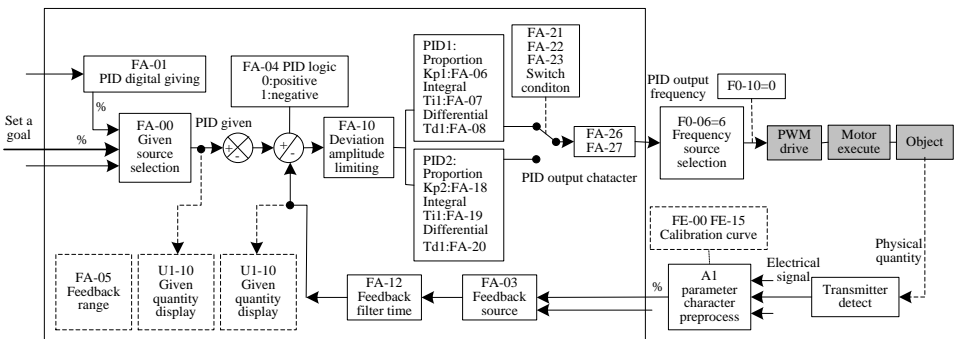 Set a
goal
FA-01
PID digital giving
%
%
FA-00
Given
source
selection
PID given
+
-
FA-04 PID logic
0:positive
1:negative
+
-
FA-10
Deviation
amplitude
limiting
PID1:
Proportion
Kp1:FA-06
Integral
Ti1:FA-07
Differential
Td1:FA-08
PID2:
Proportion
Kp2:FA-18
Integral
Ti1:FA-19
Differential
Td1:FA-20
FA-21
FA-22
FA-23
Switch
conditon
PID output chatacter
FA-26
FA-27
PID output
frequency
F0-06=6
Frequency
source
selection
F0-10=0
PWM
drive
Motor
execute
Object
FA-05
Feedback
range
U1-10
Given
quantity
display
U1-10
Given
quantity
display
FA-12
Feedback
filter time
FA-03
Feedback
source
%
FE-00 FE-15
Calibration curve
A1
parameter
character
preprocess
Electrical
signal
Transmitter
detect
Physical
quantity